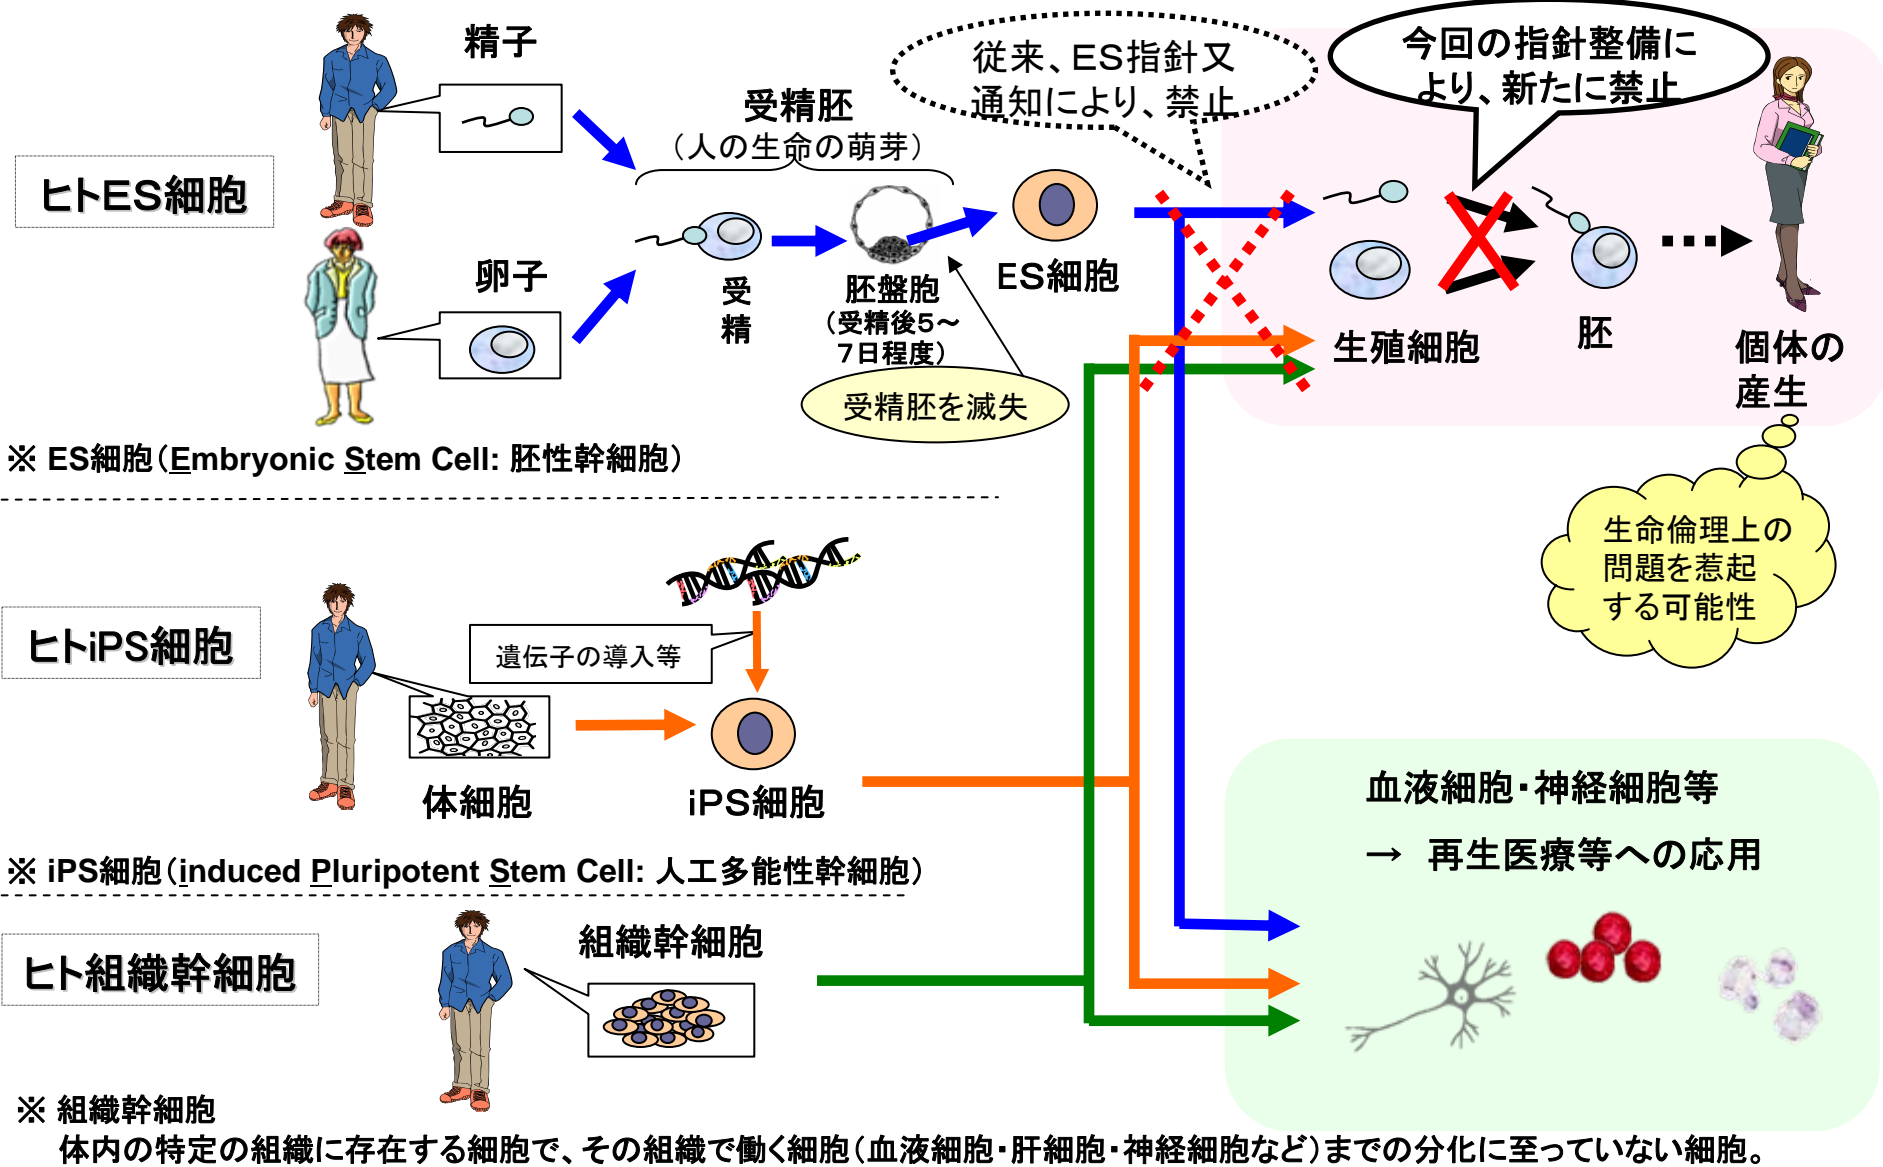 精子
受精胚
（人の生命の萌芽）
従来、ES指針又
通知により、禁止
今回の指針整備に
より、新たに禁止
ヒトES細胞
卵子
受
精
胚盤胞
（受精後5～
7日程度）
ES細胞
生殖細胞
胚
個体の
産生
受精胚を滅失
※ ES細胞（Embryonic Stem Cell: 胚性幹細胞）
生命倫理上の
問題を惹起
する可能性
ヒトiPS細胞
遺伝子の導入等
体細胞
iPS細胞
血液細胞・神経細胞等
→ 再生医療等への応用
※ iPS細胞（induced Pluripotent Stem Cell: 人工多能性幹細胞）
ヒト組織幹細胞
組織幹細胞
※ 組織幹細胞
体内の特定の組織に存在する細胞で、その組織で働く細胞（血液細胞・肝細胞・神経細胞など）までの分化に至っていない細胞。